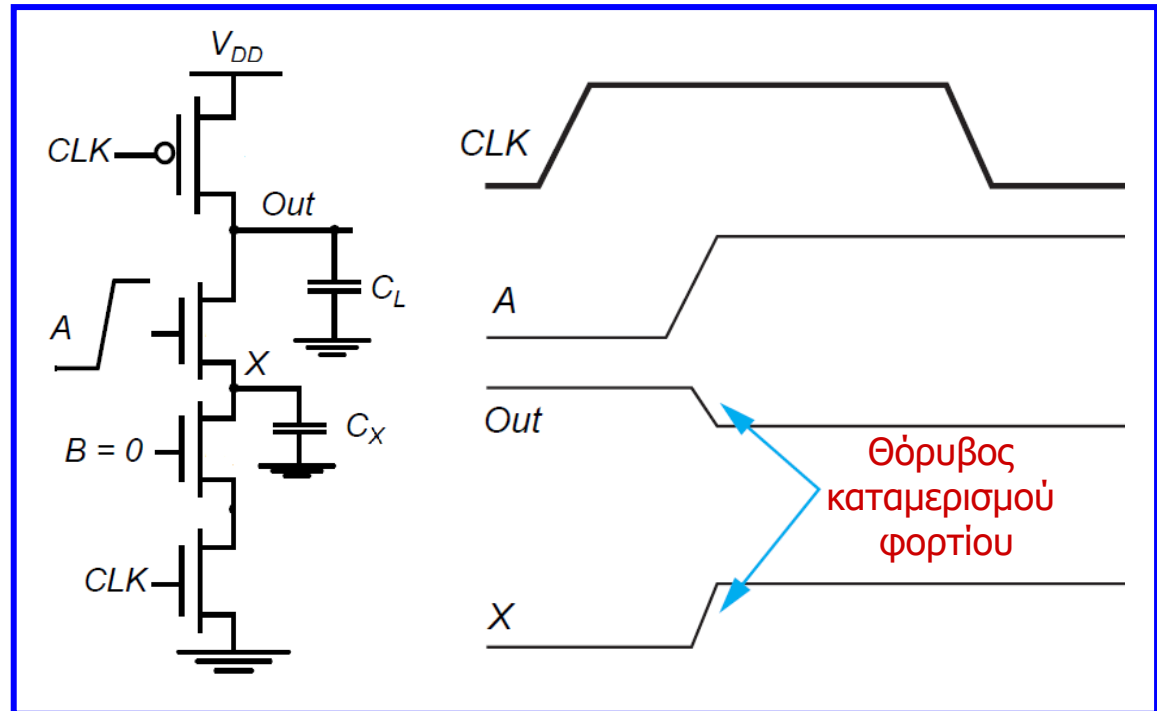 V_DD
CLK
Out
C_L
A
X
C_X
B = 0
CLK
CLK
A
Out
Θόρυβος
καταμερισμού
φορτίου
X